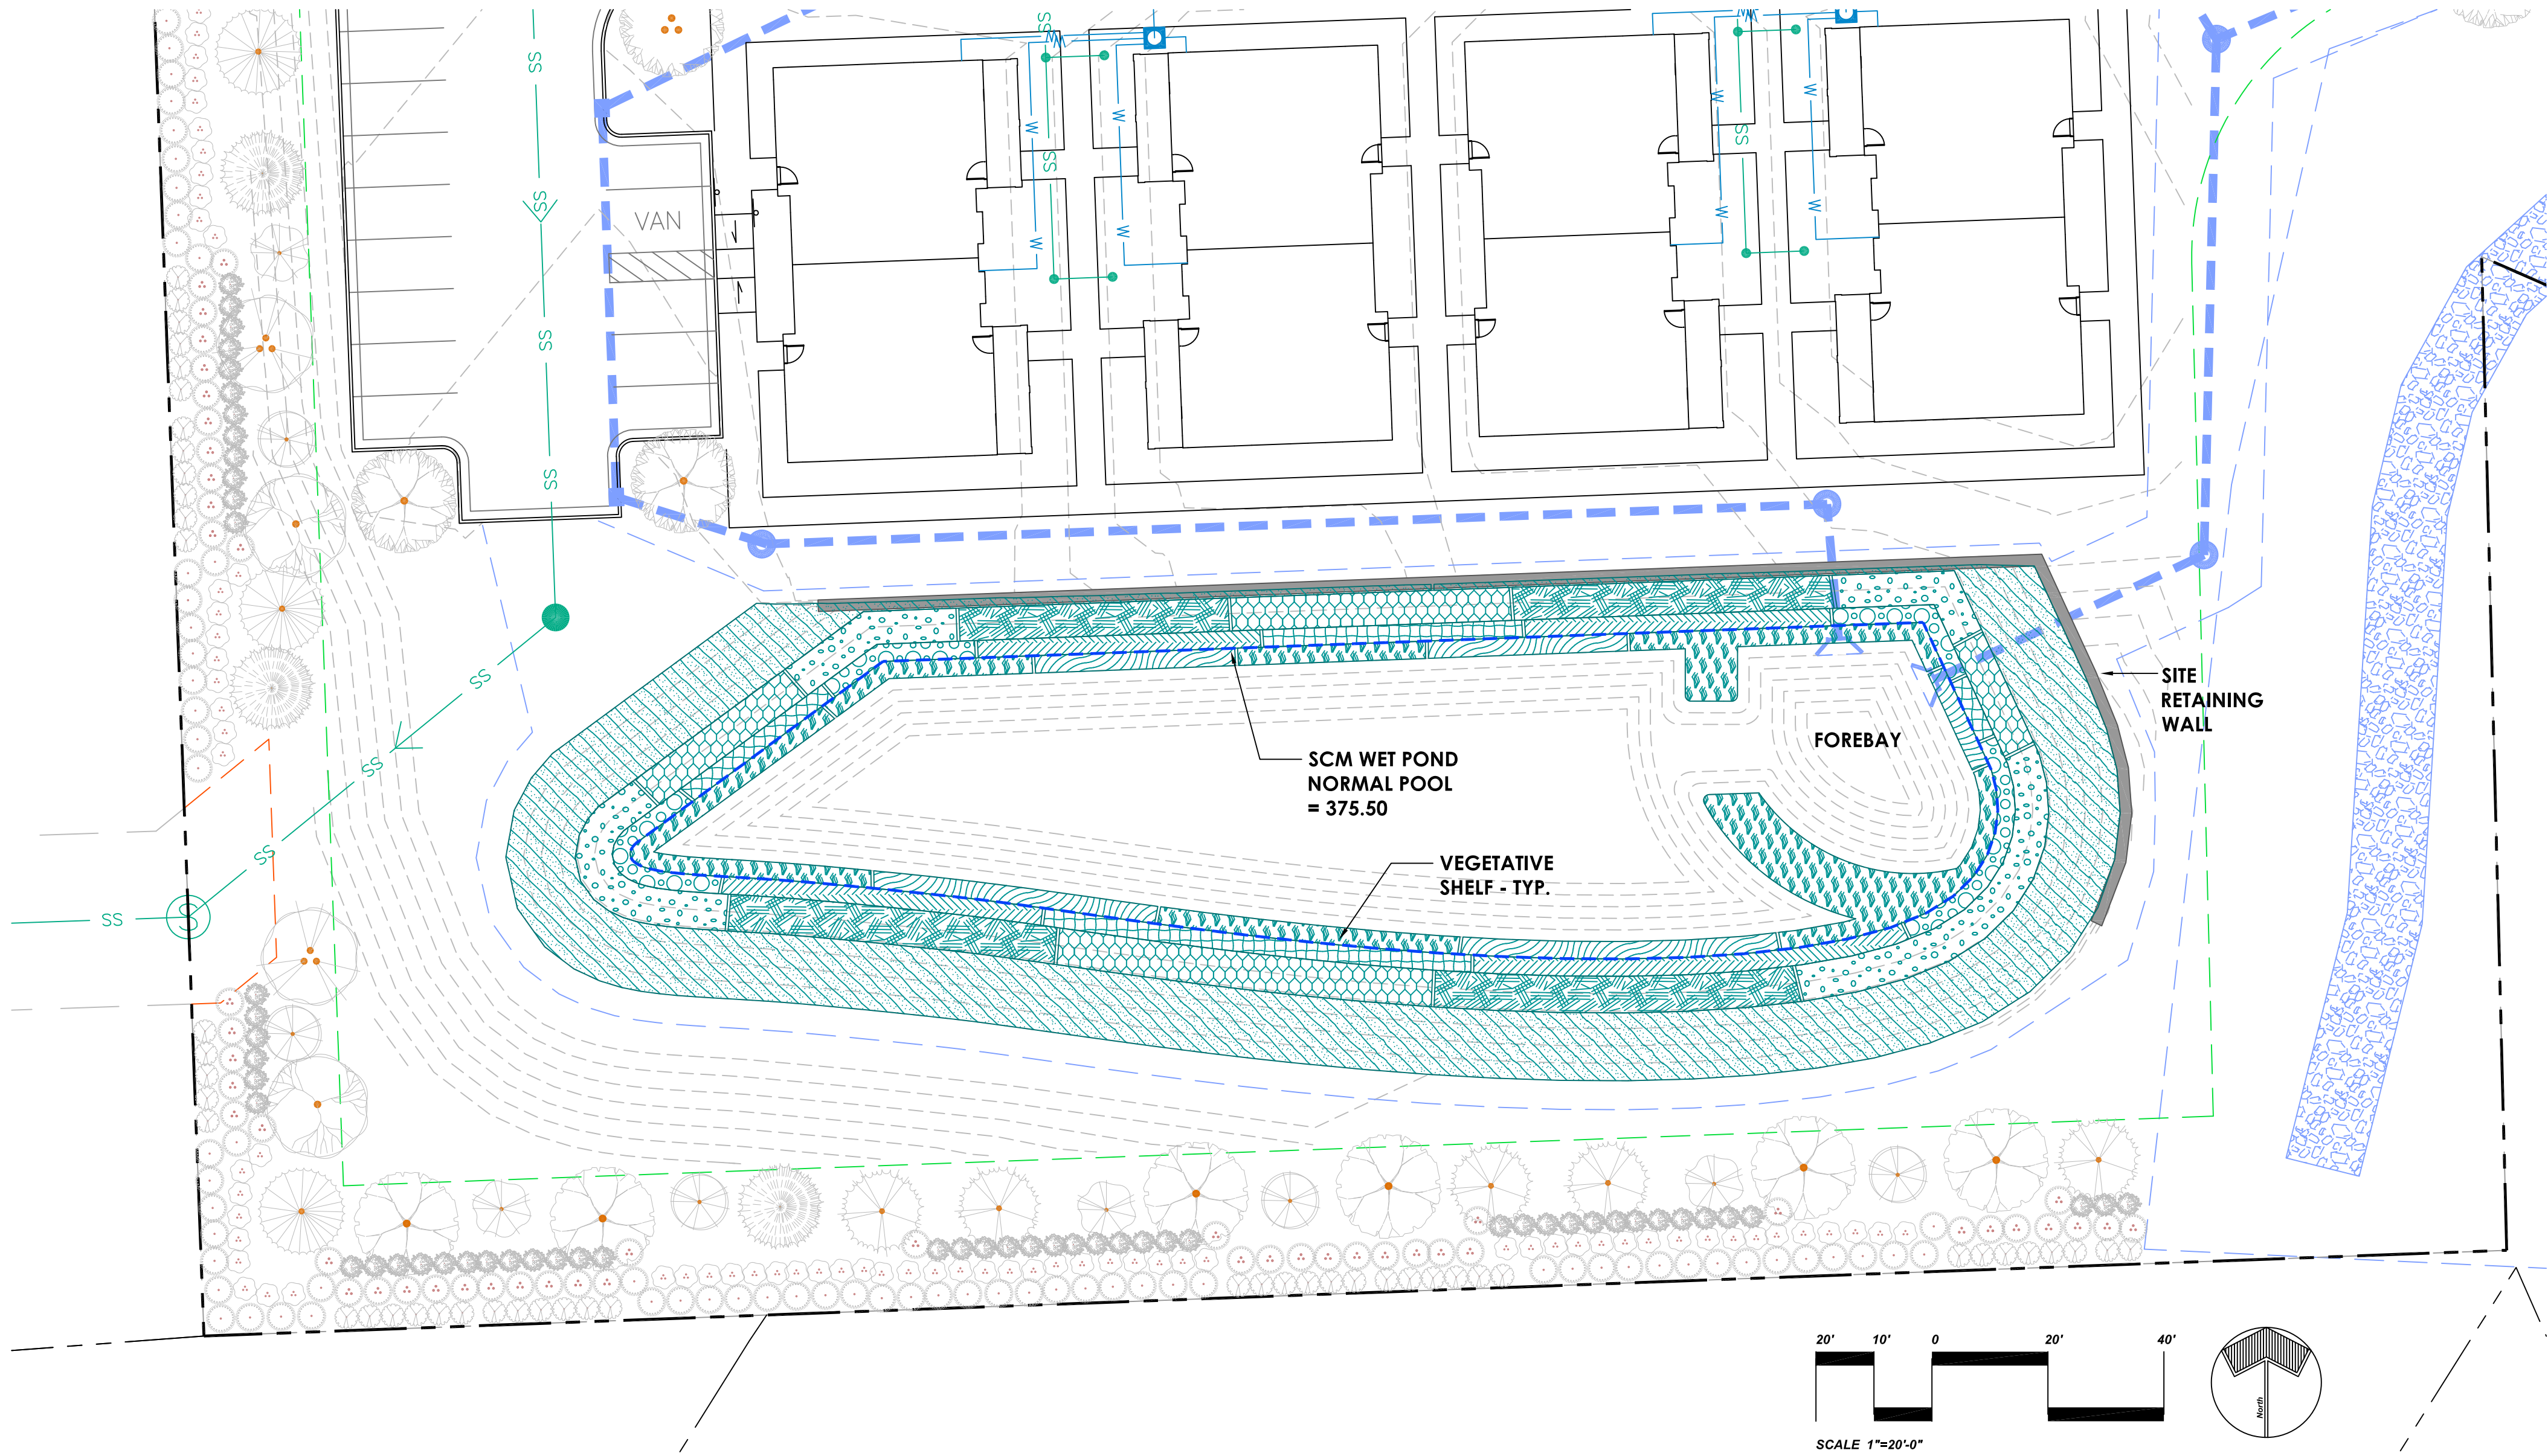 SS
W
SS
W
SS
W
W
W
SS
SS
SS
VAN
W
W
W
W
SS
SS
SITE
RETAINING
WALL
SS
FOREBAY
SCM WET POND
NORMAL POOL
= 375.50
SS
SS
VEGETATIVE
SHELF - TYP.
SS
S
20' 10' 0 20' 40'
North
SCALE 1"=20'-0"